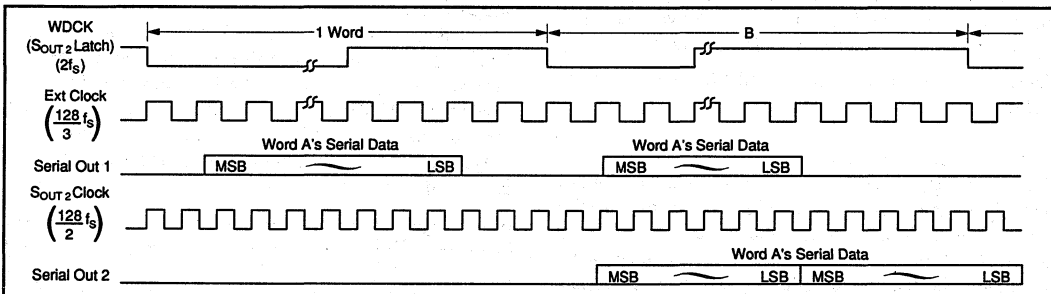 WDCK
(SOUT 2 Latch)
(2fS)
1 Word
B
Ext Clock
(128/3 fS)
Word A's Serial Data
Word A's Serial Data
Serial Out 1
MSB
LSB
MSB
LSB
SOUT 2 Clock
(128/2 fS)
Word A's Serial Data
Serial Out 2
MSB
LSB
MSB
LSB